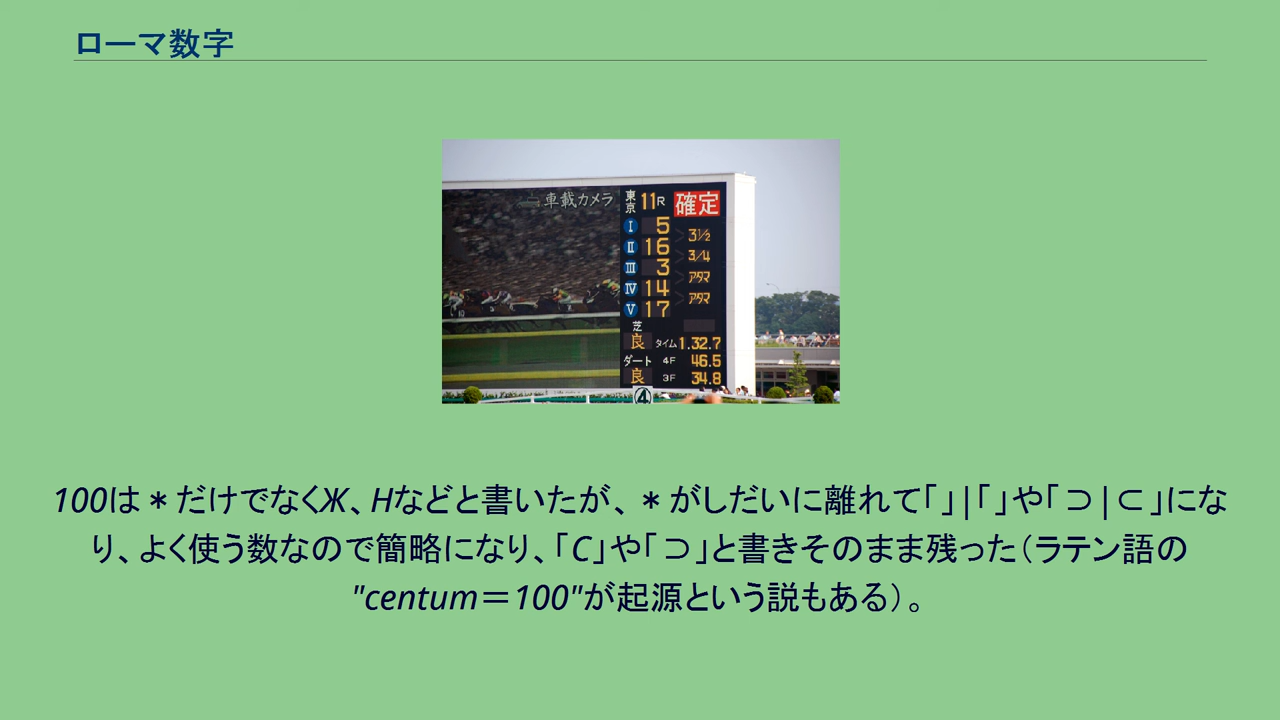 ローマ数字
車載カメラ
東京 11R 確定
Ⅰ 5
3½
Ⅱ 16
3/4
Ⅲ 3
アタマ
Ⅳ 14
アタマ
Ⅴ 17
芝
良 タイム 1.32.7
ダート 4F 46.5
良 3F 34.8
4
100は＊だけでなくЖ、Hなどと書いたが、＊がしだいに離れて「」|「」や「⊃|⊂」にな
り、よく使う数なので簡略になり、「C」や「⊃」と書きそのまま残った（ラテン語の
"centum＝100"が起源という説もある）。